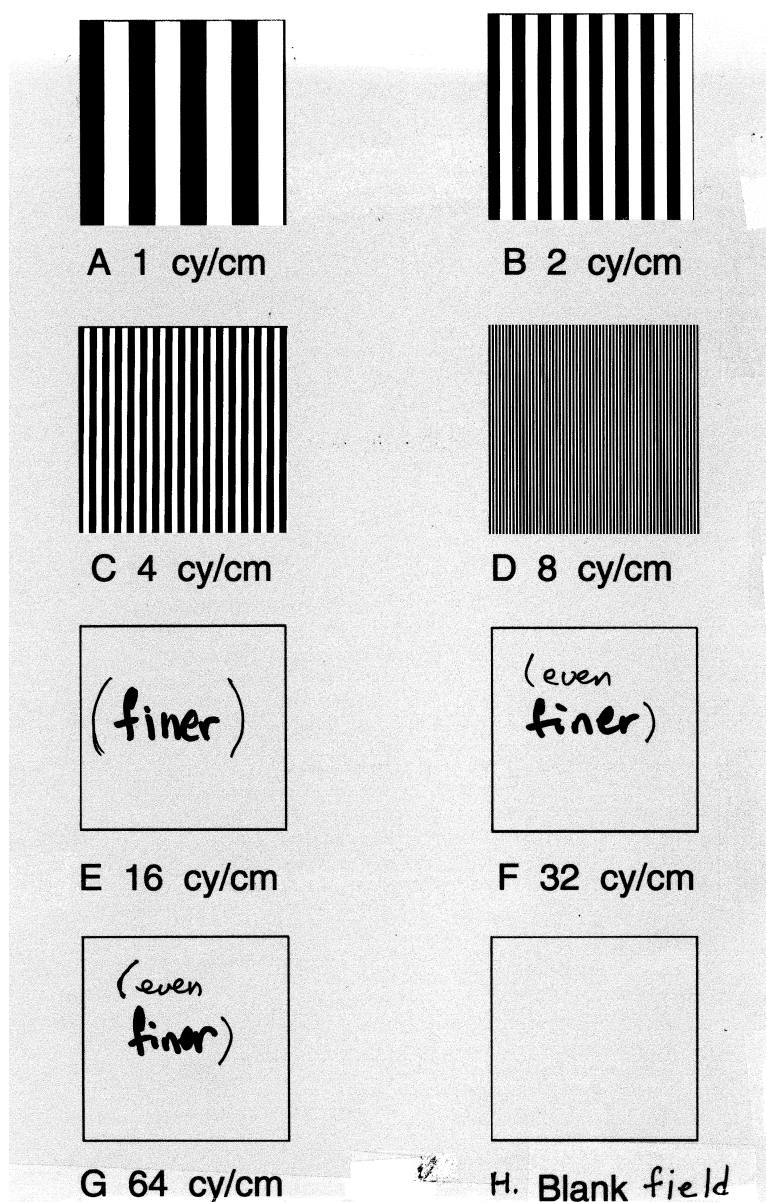 A 1 cy/cm
B 2 cy/cm
C 4 cy/cm
D 8 cy/cm
(finer)
(even
finer)
E 16 cy/cm
F 32 cy/cm
(even
finer)
G 64 cy/cm
H. Blank field